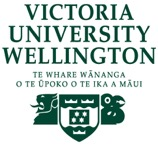 VICTORIA
UNIVERSITY
WELLINGTON
TE WHARE WĀNANGA
O TE ŪPOKO O TE IKA A MĀUI